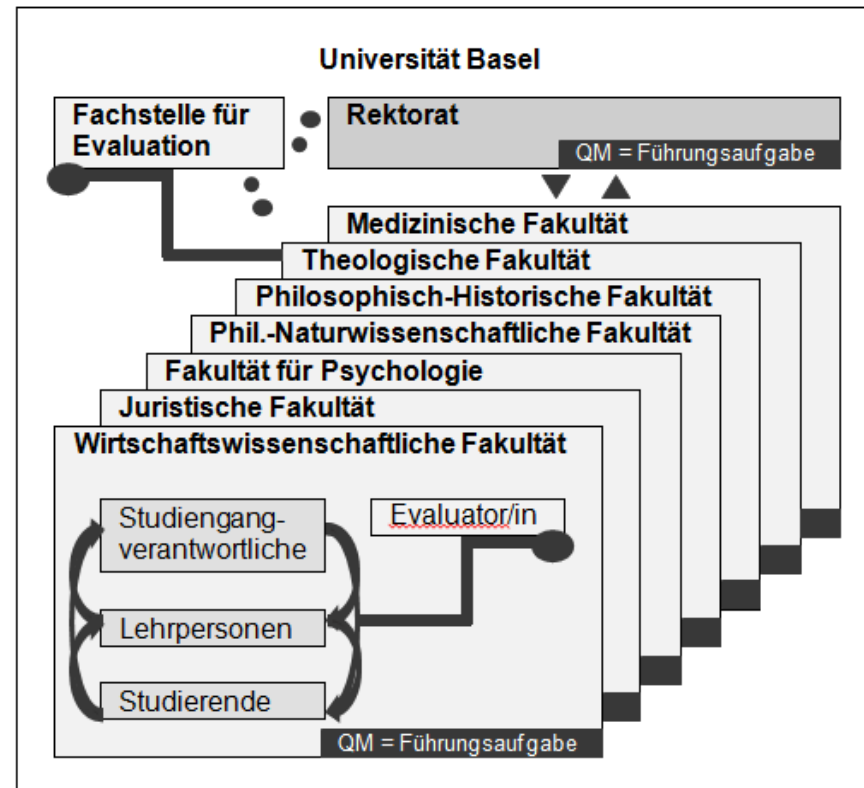 Universität Basel
Fachstelle für
Evaluation
Rektorat
QM = Führungsaufgabe
Medizinische Fakultät
Theologische Fakultät
Philosophisch-Historische Fakultät
Phil.-Naturwissenschaftliche Fakultät
Fakultät für Psychologie
Juristische Fakultät
Wirtschaftswissenschaftliche Fakultät
Studiengang-
verantwortliche
Evaluator/in
Lehrpersonen
Studierende
QM = Führungsaufgabe